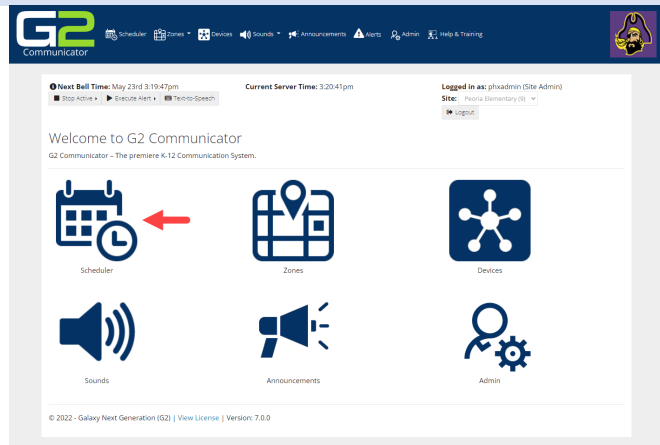 G2
Communicator
Scheduler Zones Devices Sounds Announcements Alerts Admin Help & Training
Next Bell Time: May 23rd 3:19:47pm Current Server Time: 3:20:41pm Logged in as: phxadmin (Site Admin)
Stop Active Execute Alert Text-to-Speech Site: Peoria Elementary (9)
Logout
Welcome to G2 Communicator
G2 Communicator – The premiere K-12 Communication System.
Scheduler Zones Devices
Sounds Announcements Admin
© 2022 - Galaxy Next Generation (G2) | View License | Version: 7.0.0